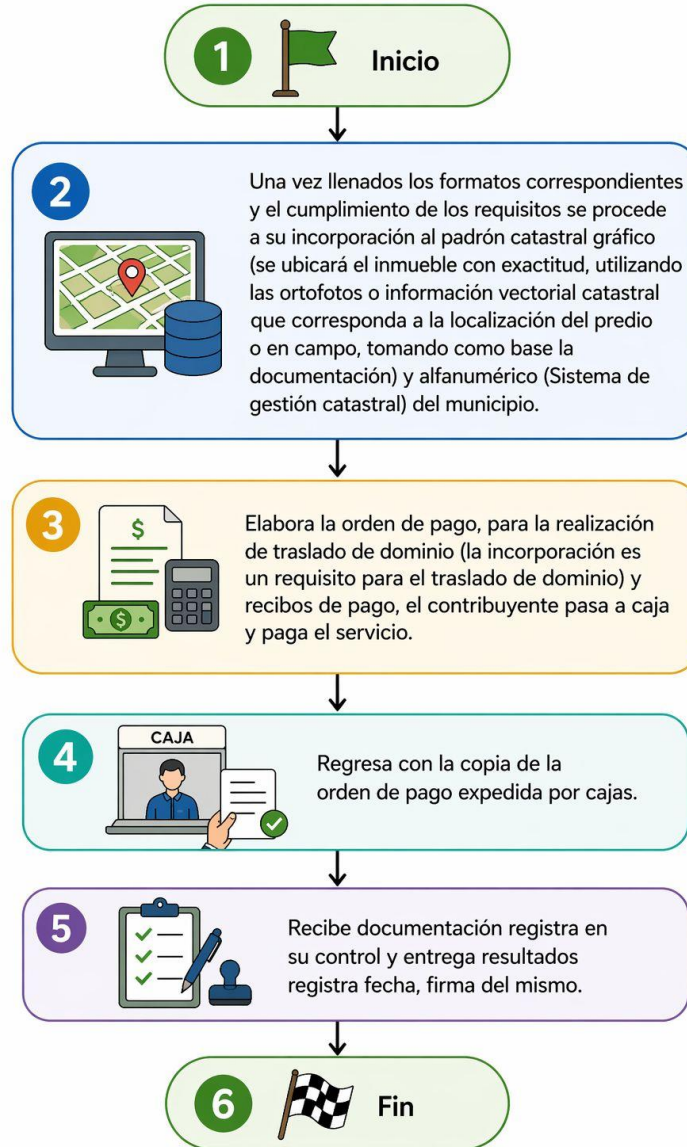 1
Inicio
2
Una vez llenados los formatos correspondientes
y el cumplimiento de los requisitos se procede
a su incorporación al padrón catastral gráfico
(se ubicará el inmueble con exactitud, utilizando
las ortofotos o información vectorial catastral
que corresponda a la localización del predio
o en campo, tomando como base la
documentación) y alfanumérico (Sistema de
gestión catastral) del municipio.
3
$
$
Elabora la orden de pago, para la realización
de traslado de dominio (la incorporación es
un requisito para el traslado de dominio) y
recibos de pago, el contribuyente pasa a caja
y paga el servicio.
4
CAJA
Regresa con la copia de la
orden de pago expedida por cajas.
5
Recibe documentación registra en
su control y entrega resultados
registra fecha, firma del mismo.
6
Fin